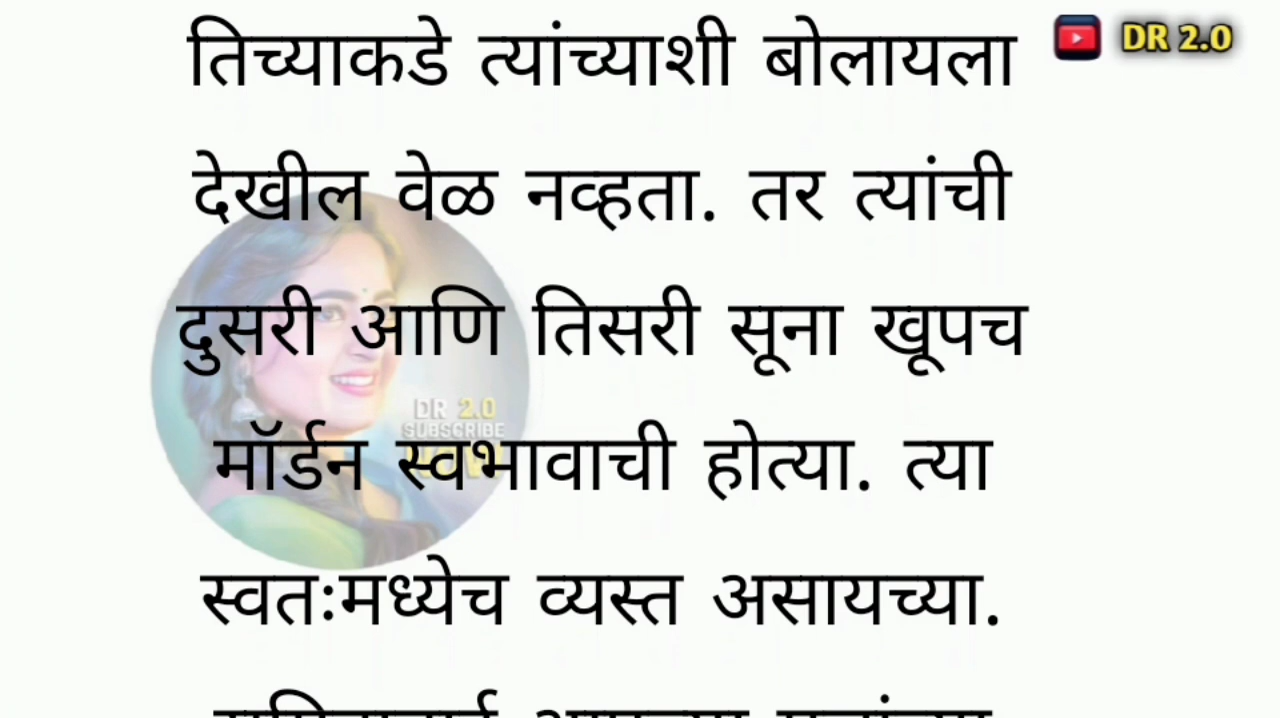 तिच्याकडे त्यांच्याशी बोलायला
DR 2.0
देखील वेळ नव्हता. तर त्यांची
दुसरी आणि तिसरी सूना खूपच
DR 2.0
SUBSCRIBE
मॉर्डन स्वभावाची होत्या. त्या
स्वतःमध्येच व्यस्त असायच्या.